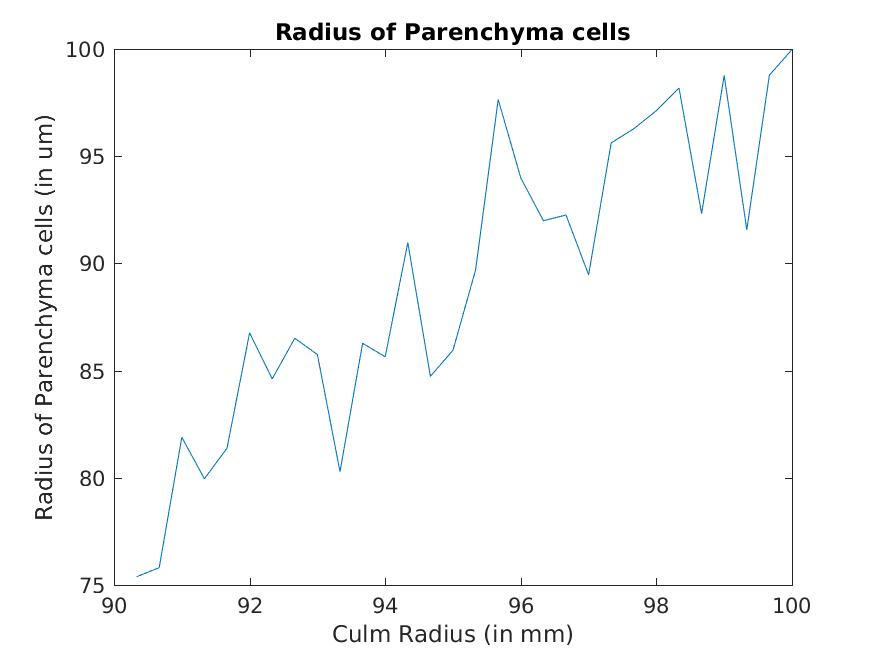 Radius of Parenchyma cells
100
95
90
85
80
75
Radius of Parenchyma cells (in um)
90 92 94 96 98 100
Culm Radius (in mm)